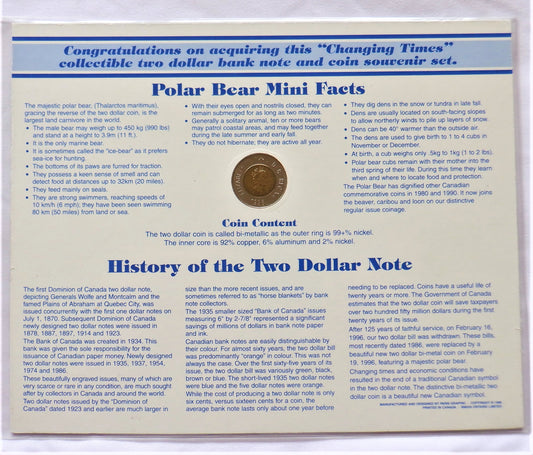 Congratulations on acquiring this "Changing Times"
collectible two dollar bank note and coin souvenir set.
Polar Bear Mini Facts
The majestic polar bear, (Thalarctos maritimus),
gracing the reverse of the two dollar coin, is the
largest land carnivore in the world.
• The male bear may weigh up to 450 kg (990 lbs)
and stand at a height of 3.9m (11 ft.).
• It is the only marine bear.
• It is sometimes called the "ice-bear" as it prefers
sea-ice for hunting.
• The bottoms of its paws are furred for traction.
• They possess a keen sense of smell and can
detect food at distances up to 32km (20 miles).
• They feed mainly on seals.
• They are strong swimmers, reaching speeds of
10 km/h (6 mph); they have been seen swimming
80 km (50 miles) from land or sea.
• With their eyes open and nostrils closed, they can
remain submerged for as long as two minutes.
• Generally a solitary animal, ten or more bears
may patrol coastal areas, and may feed together
during the late summer and early fall.
• They do not hibernate; they are active all year.
• They dig dens in the snow or tundra in late fall.
• Dens are usually located on south-facing slopes
to allow northerly winds to pile up layers of snow.
• Dens can be 40° warmer than the outside air.
• The dens are used to give birth to 1 to 4 cubs in
November or December.
• At birth, a cub weighs only .5kg to 1kg (1 to 2 lbs).
• Polar bear cubs remain with their mother into the
third spring of their life. During this time they learn
when and where to locate food and protection.
The Polar Bear has dignified other Canadian
commemorative coins in 1980 and 1990. It now joins
the beaver, caribou and loon on our distinctive
regular issue coinage.
Coin Content
The two dollar coin is called bi-metallic as the outer ring is 99+% nickel.
The inner core is 92% copper, 6% aluminum and 2% nickel.
History of the Two Dollar Note
The first Dominion of Canada two dollar note,
depicting Generals Wolfe and Montcalm and the
famed Plains of Abraham at Quebec City, was
issued concurrently with the first one dollar notes on
July 1, 1870. Subsequent Dominion of Canada
newly designed two dollar notes were issued in
1878, 1887, 1897, 1914 and 1923.
The Bank of Canada was created in 1934. This
bank was given the sole responsibility for the
issuance of Canadian paper money. Newly designed
two dollar notes were issued in 1935, 1937, 1954,
1974 and 1986.
These beautifully engraved issues, many of which are
very scarce or rare in any condition, are much sought
after by collectors in Canada and around the world.
Two dollar notes issued by the "Dominion of
Canada" dated 1923 and earlier are much larger in
size than the more recent issues, and are
sometimes referred to as "horse blankets" by bank
note collectors.
The 1935 smaller sized "Bank of Canada" issues
measuring 6" by 2-7/8" represented a significant
savings of millions of dollars in bank note paper
and ink.
Canadian bank notes are easily distinguishable by
their colour. For almost sixty years, the two dollar bill
was predominantly "orange" in colour. This was not
always the case. Over the first sixty-five years of its
issue, the two dollar bill was variously green, black,
brown or blue. The short-lived 1935 two dollar notes
were blue and the five dollar notes were orange.
While the cost of producing a two dollar note is only
six cents, versus sixteen cents for a coin, the
average bank note lasts only about one year before
needing to be replaced. Coins have a useful life of
twenty years or more. The Government of Canada
estimates that the two dollar coin will save taxpayers
over two hundred fifty million dollars during the first
twenty years of its issue.
After 125 years of faithful service, on February 16,
1996, our two dollar bill was withdrawn. These bills,
most recently dated 1986, were replaced by a
beautiful new two dollar bi-metal coin on February
19, 1996, featuring a majestic polar bear.
Changing times and economic conditions have
resulted in the end of a traditional Canadian symbol
in the two dollar note. The distinctive bi-metallic two
dollar coin is a beautiful new Canadian symbol.